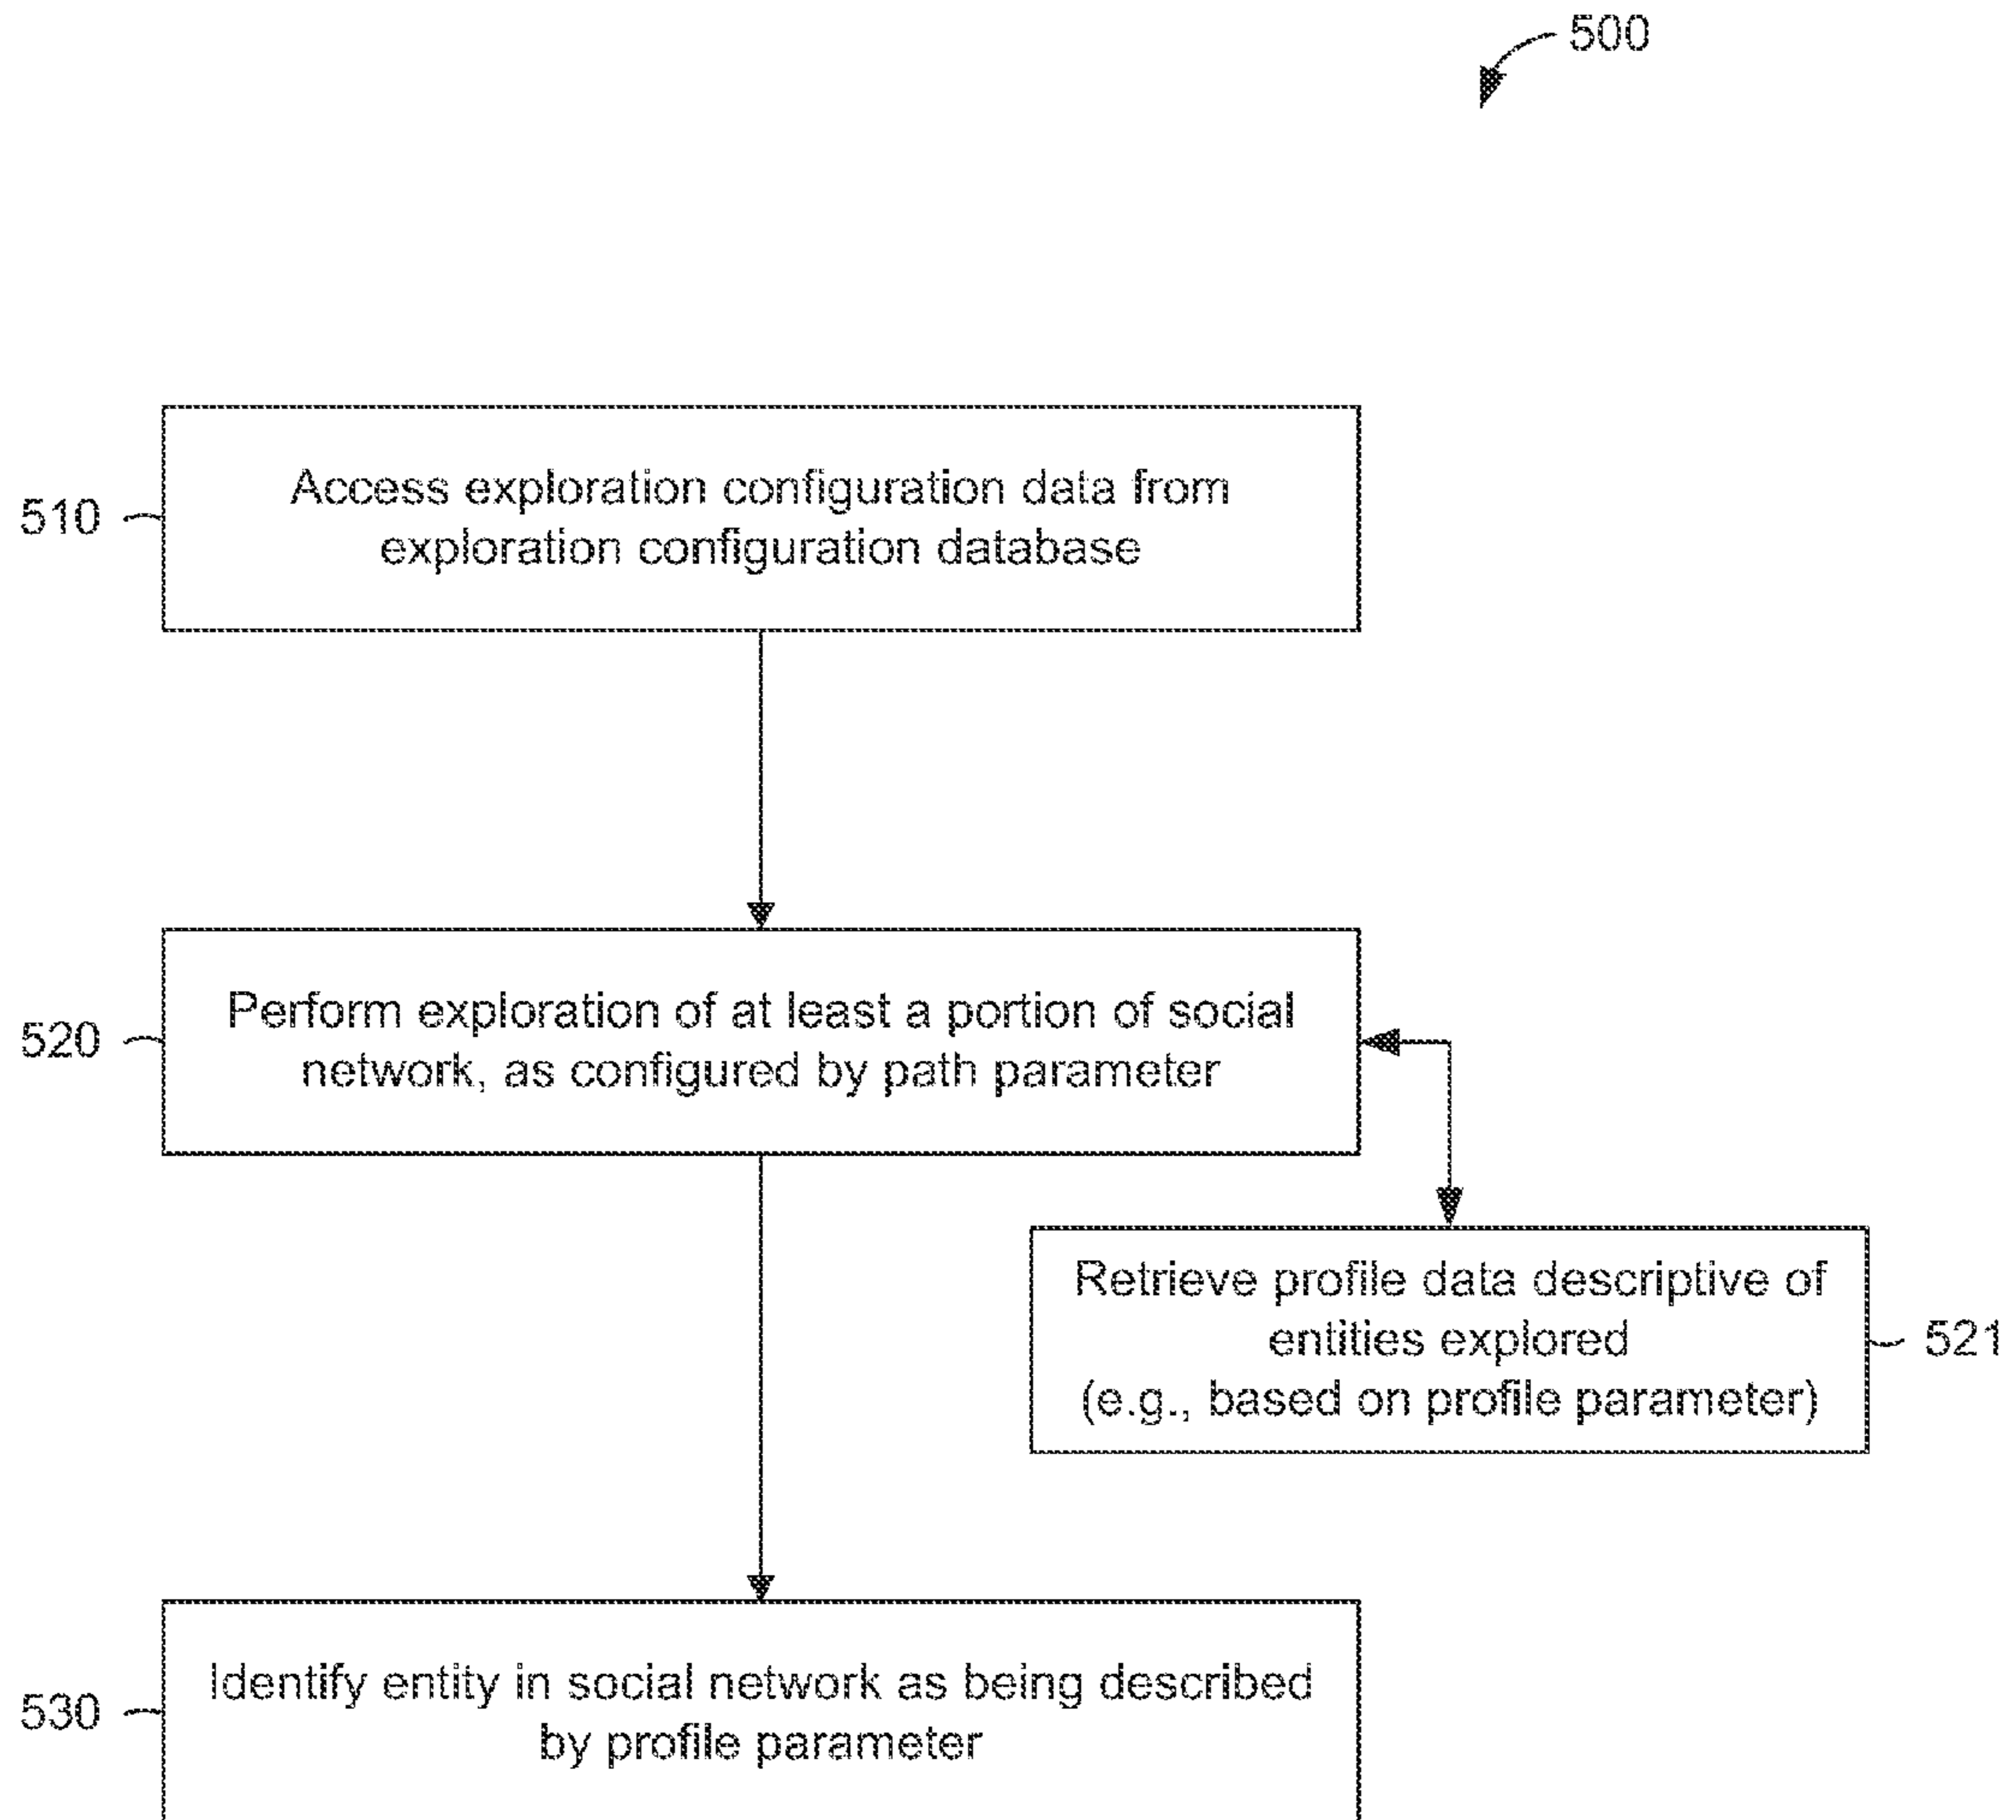 500
510
Access exploration configuration data from
exploration configuration database
520
Perform exploration of at least a portion of social
network, as configured by path parameter
Retrieve profile data descriptive of
entities explored
(e.g., based on profile parameter)
521
530
Identify entity in social network as being described
by profile parameter